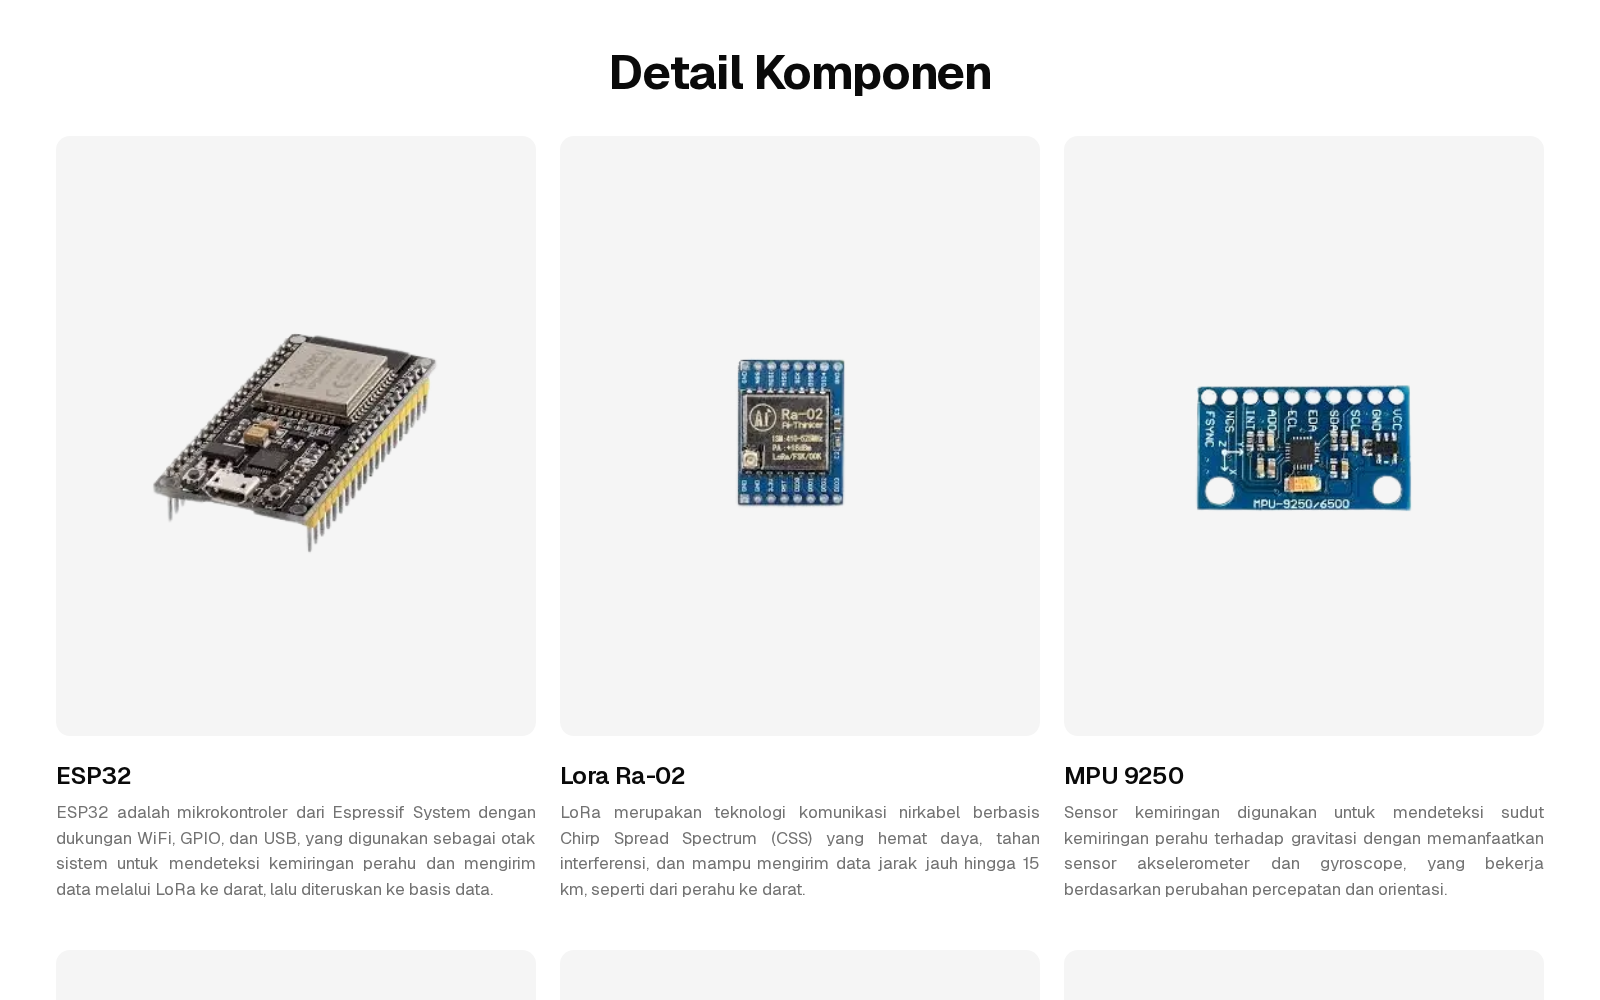 Detail Komponen
Ra-02
Ai-Thinker
LoRa/FSK/OOK
FSYNC NCS INT ADO ECL EDA SDA SCL GND VCC
MPU-9250/6500
ESP32
ESP32 adalah mikrokontroler dari Espressif System dengan
dukungan WiFi, GPIO, dan USB, yang digunakan sebagai otak
sistem untuk mendeteksi kemiringan perahu dan mengirim
data melalui LoRa ke darat, lalu diteruskan ke basis data.
Lora Ra-02
LoRa merupakan teknologi komunikasi nirkabel berbasis
Chirp Spread Spectrum (CSS) yang hemat daya, tahan
interferensi, dan mampu mengirim data jarak jauh hingga 15
km, seperti dari perahu ke darat.
MPU 9250
Sensor kemiringan digunakan untuk mendeteksi sudut
kemiringan perahu terhadap gravitasi dengan memanfaatkan
sensor akselerometer dan gyroscope, yang bekerja
berdasarkan perubahan percepatan dan orientasi.